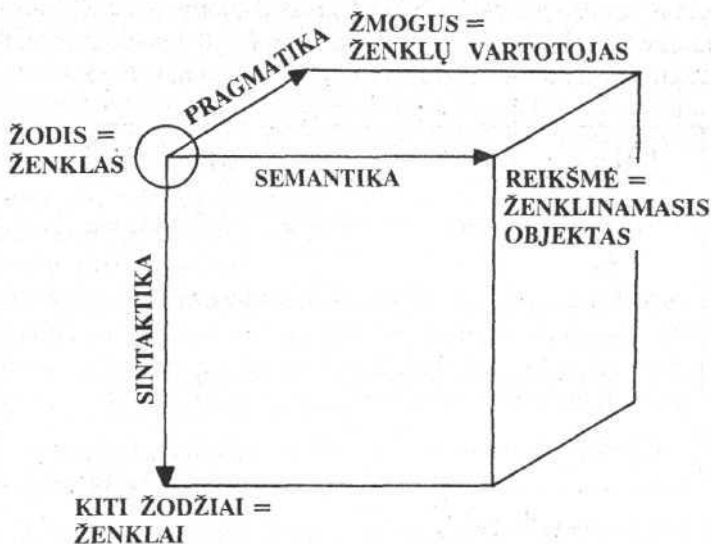 ŽMOGUS =
ŽENKLŲ VARTOTOJAS
PRAGMATIKA
ŽODIS =
ŽENKLAS
SEMANTIKA
REIKŠMĖ =
ŽENKLINAMASIS
OBJEKTAS
SINTAKTIKA
KITI ŽODŽIAI =
ŽENKLAI